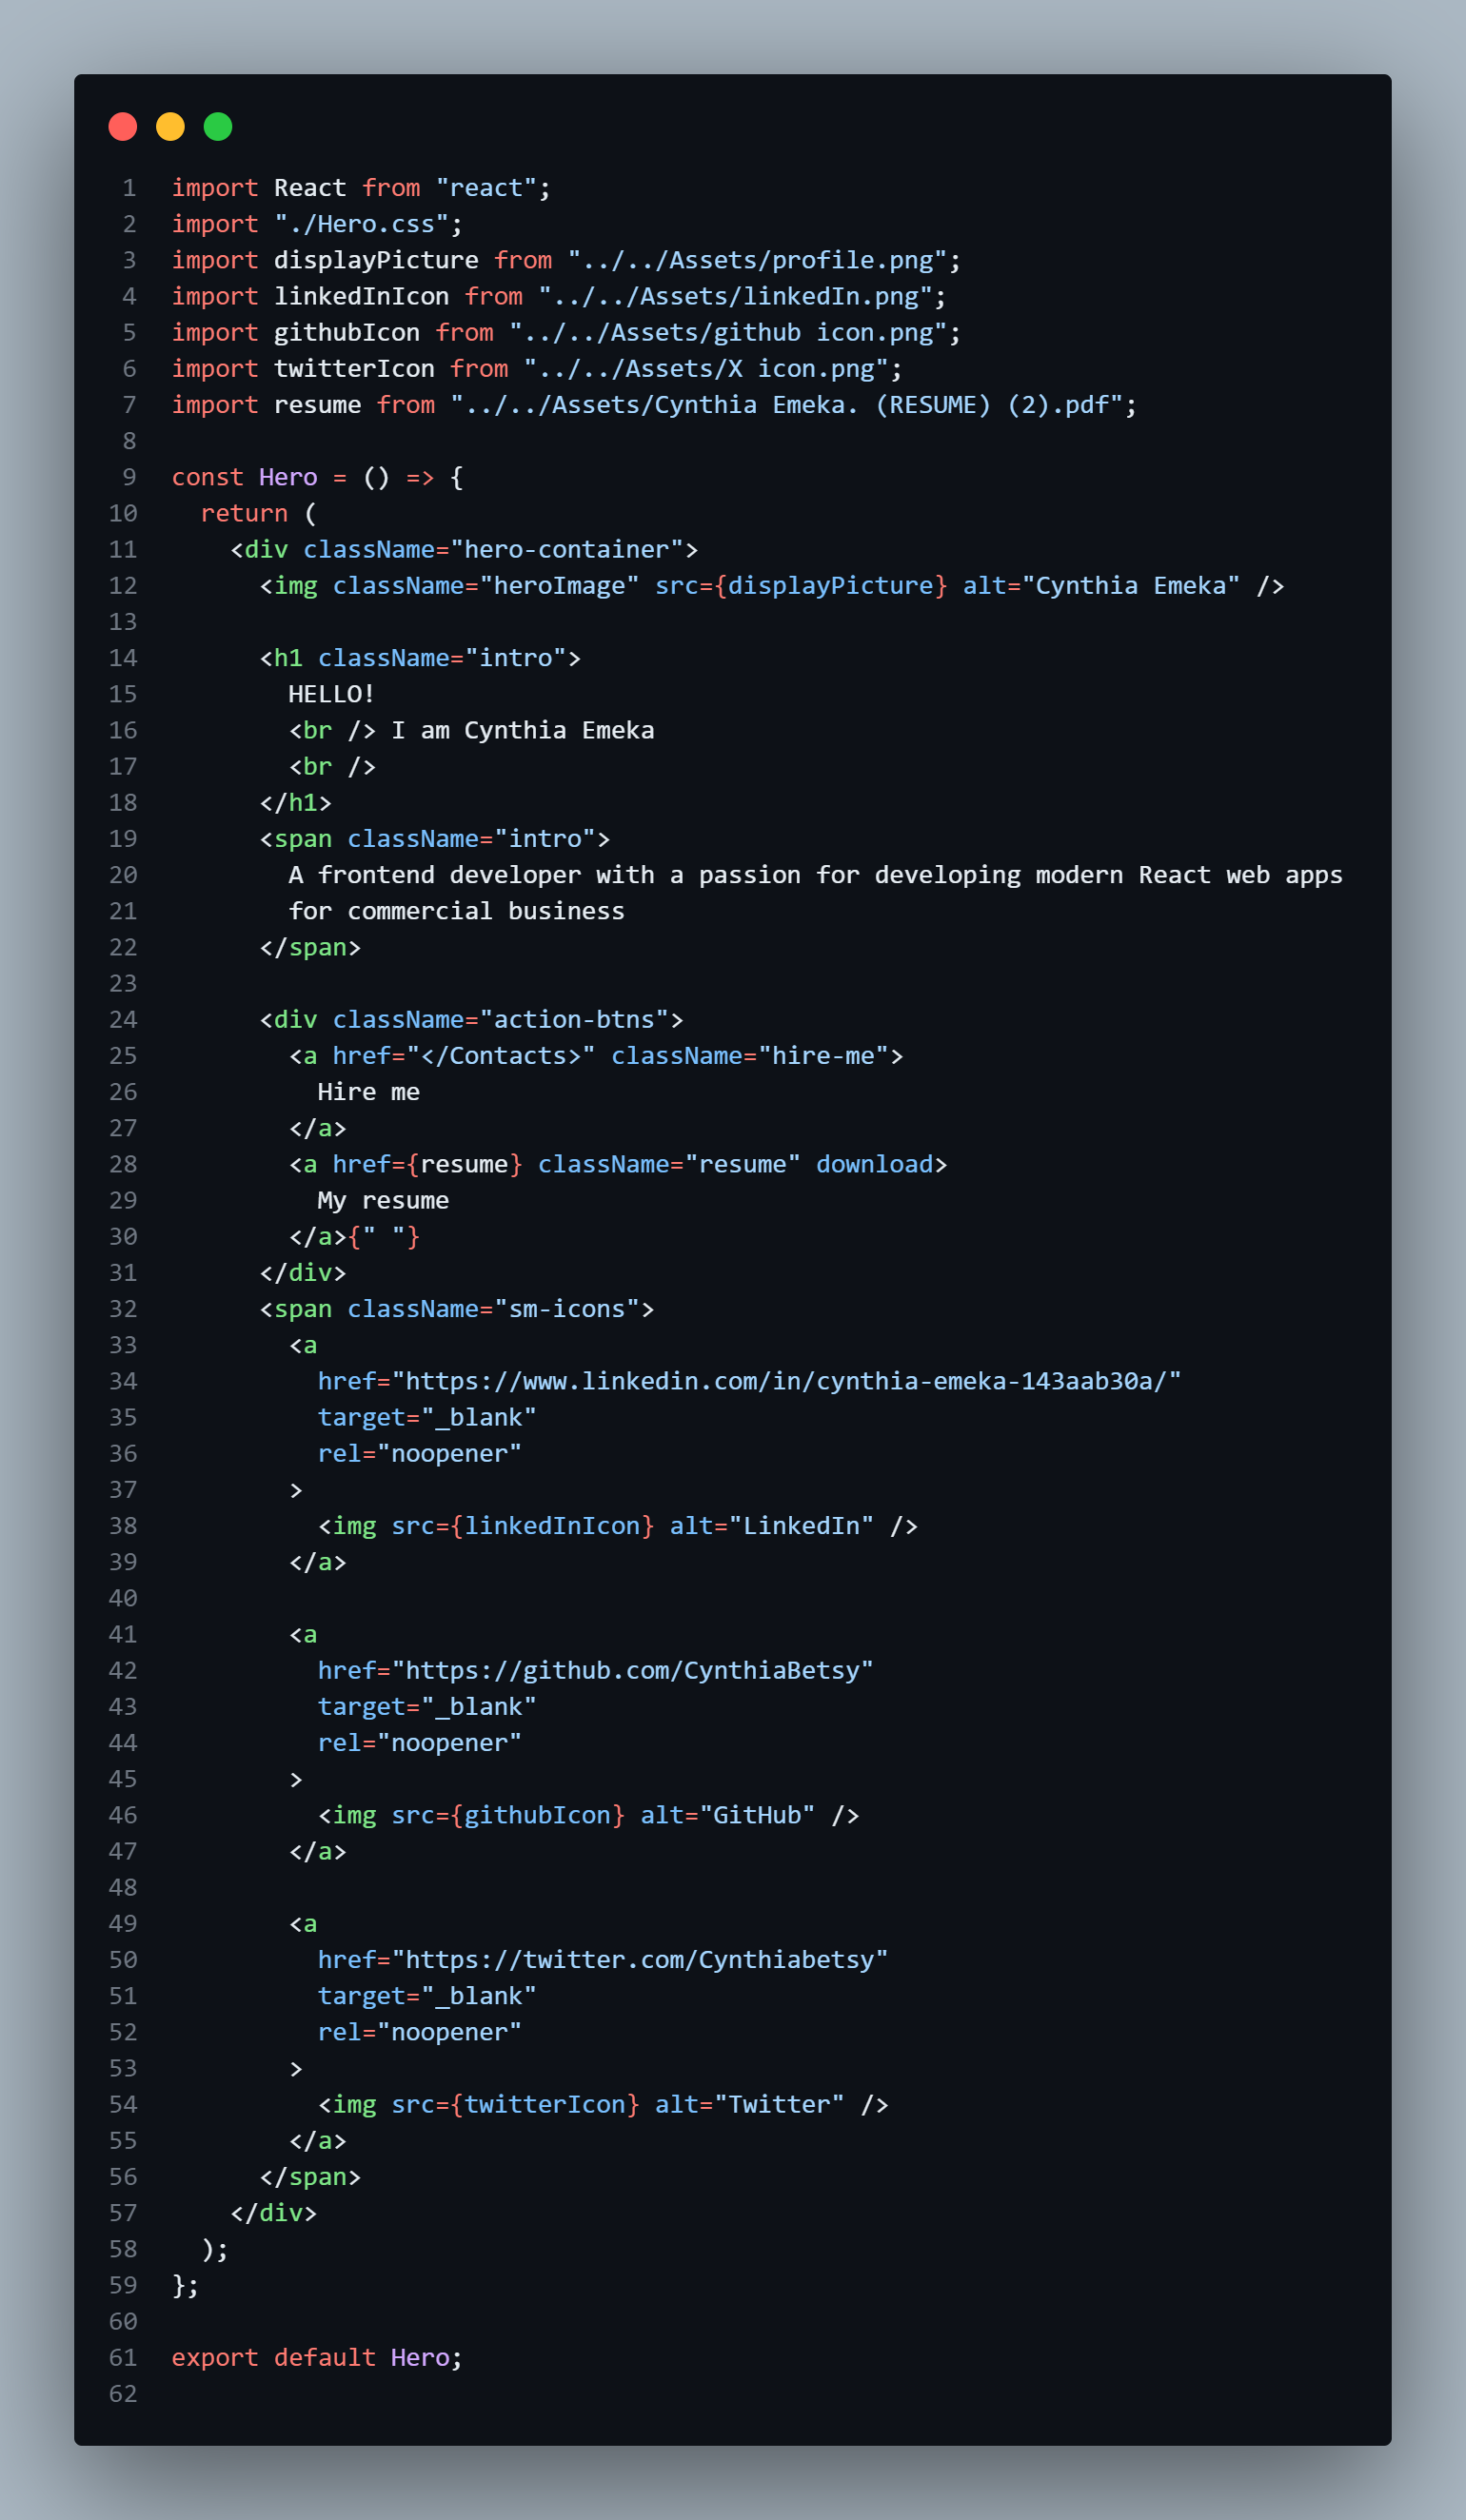 1 import React from "react";
2 import "./Hero.css";
3 import displayPicture from "../../Assets/profile.png";
4 import linkedInIcon from "../../Assets/linkedIn.png";
5 import githubIcon from "../../Assets/github icon.png";
6 import twitterIcon from "../../Assets/X icon.png";
7 import resume from "../../Assets/Cynthia Emeka. (RESUME) (2).pdf";
8
9 const Hero = () => {
10   return (
11     <div className="hero-container">
12       <img className="heroImage" src={displayPicture} alt="Cynthia Emeka" />
13
14       <h1 className="intro">
15         HELLO!
16         <br /> I am Cynthia Emeka
17         <br />
18       </h1>
19       <span className="intro">
20         A frontend developer with a passion for developing modern React web apps
21         for commercial business
22       </span>
23
24       <div className="action-btns">
25         <a href="</Contacts>" className="hire-me">
26           Hire me
27         </a>
28         <a href={resume} className="resume" download>
29           My resume
30         </a>{" "}
31       </div>
32       <span className="sm-icons">
33         <a
34           href="https://www.linkedin.com/in/cynthia-emeka-143aab30a/"
35           target="_blank"
36           rel="noopener"
37         >
38           <img src={linkedInIcon} alt="LinkedIn" />
39         </a>
40
41         <a
42           href="https://github.com/CynthiaBetsy"
43           target="_blank"
44           rel="noopener"
45         >
46           <img src={githubIcon} alt="GitHub" />
47         </a>
48
49         <a
50           href="https://twitter.com/Cynthiabetsy"
51           target="_blank"
52           rel="noopener"
53         >
54           <img src={twitterIcon} alt="Twitter" />
55         </a>
56       </span>
57     </div>
58   );
59 };
60
61 export default Hero;
62